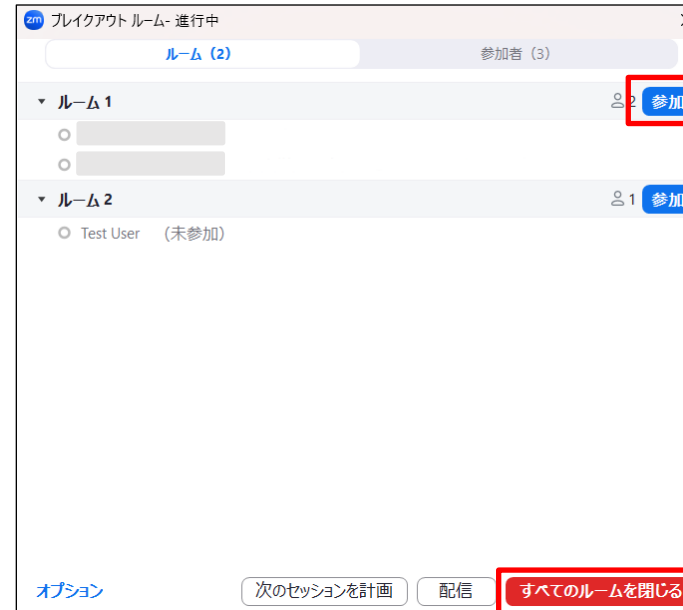 zm ブレイクアウト ルーム- 進行中
ルーム (2) 参加者 (3)
ルーム 1 2 参加
ルーム 2 1 参加
Test User (未参加)
オプション 次のセッションを計画 配信 すべてのルームを閉じる